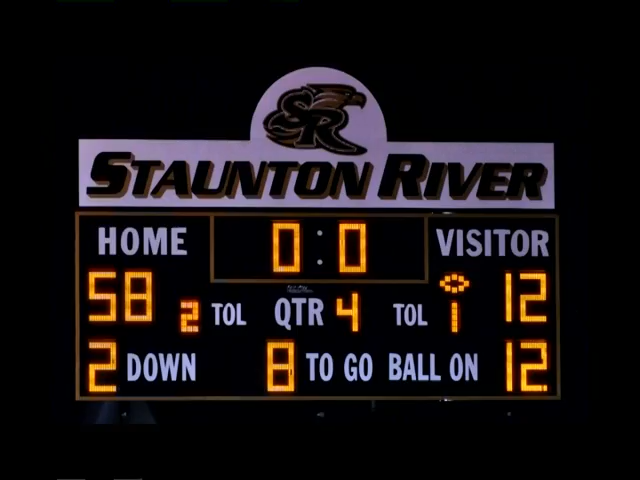 SR
STAUNTON RIVER
HOME 0:0 VISITOR
58 2 TOL QTR 4 TOL 1 12
2 DOWN 8 TO GO BALL ON 12